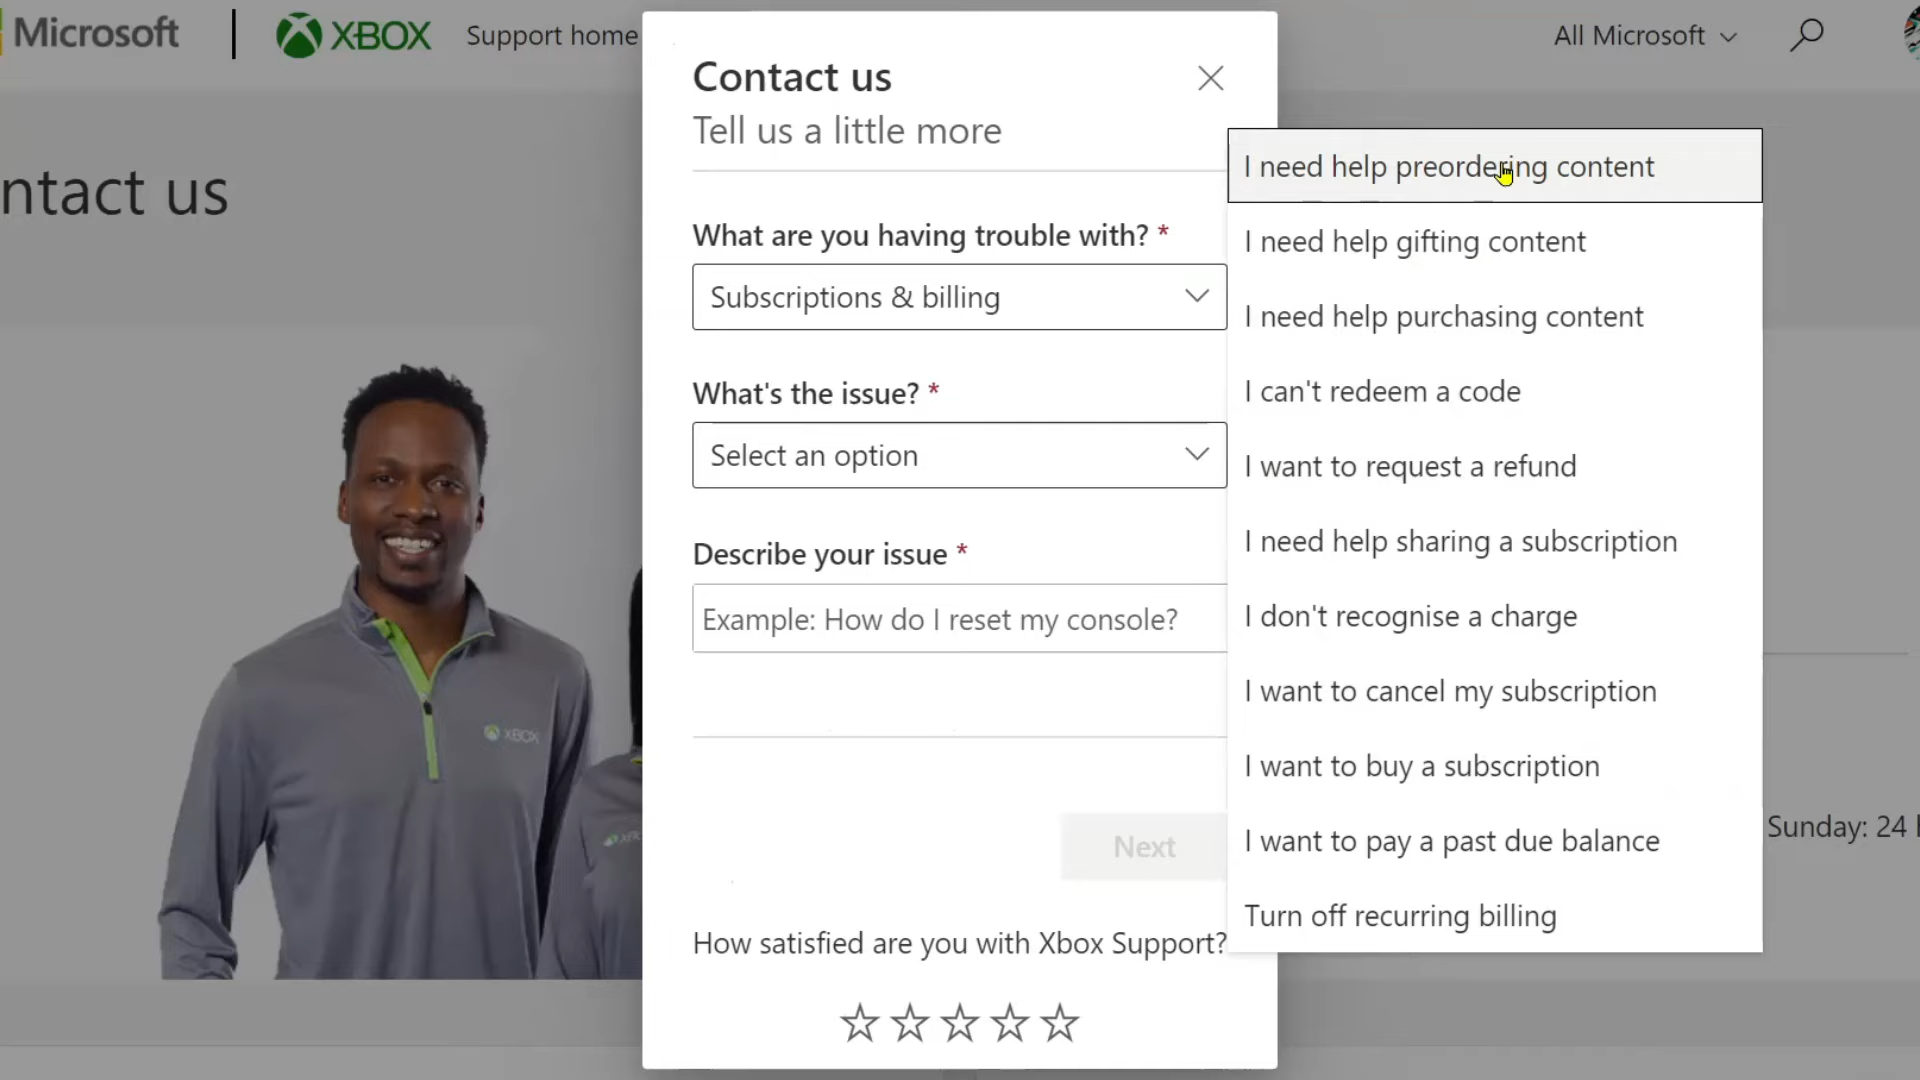 Microsoft
XBOX
Support home
All Microsoft
ntact us
Contact us
Tell us a little more
What are you having trouble with? *
Subscriptions & billing
What's the issue? *
Select an option
Describe your issue *
Example: How do I reset my console?
Next
How satisfied are you with Xbox Support?
I need help preordering content
I need help gifting content
I need help purchasing content
I can't redeem a code
I want to request a refund
I need help sharing a subscription
I don't recognise a charge
I want to cancel my subscription
I want to buy a subscription
I want to pay a past due balance
Turn off recurring billing
XBOX
Sunday: 24